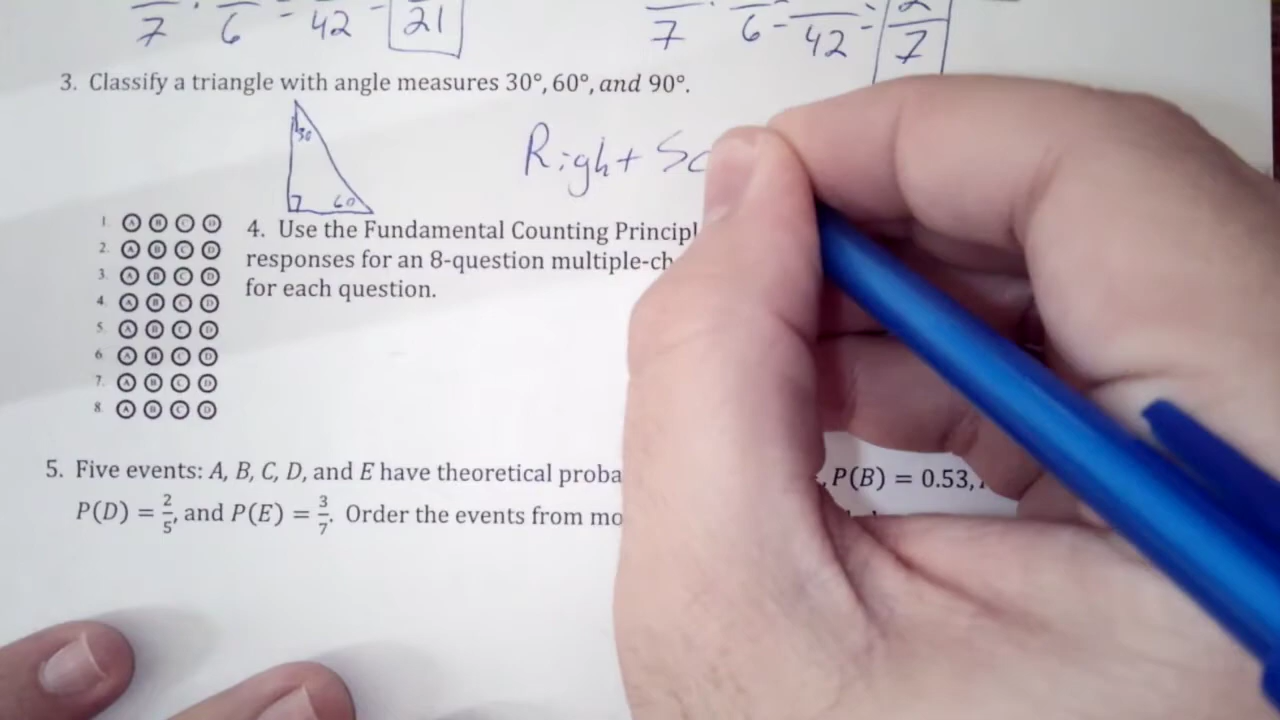 7 · 6 = 42 = 21
7 · 6 = 42 = 2/7
3. Classify a triangle with angle measures 30°, 60°, and 90°.
30
60
Right Sc
1. A B C D
2. A B C D
3. A B C D
4. A B C D
5. A B C D
6. A B C D
7. A B C D
8. A B C D
4. Use the Fundamental Counting Principl
responses for an 8-question multiple-ch
for each question.
5. Five events: A, B, C, D, and E have theoretical proba , P(B) = 0.53,
P(D) = 2/5, and P(E) = 3/7. Order the events from mo